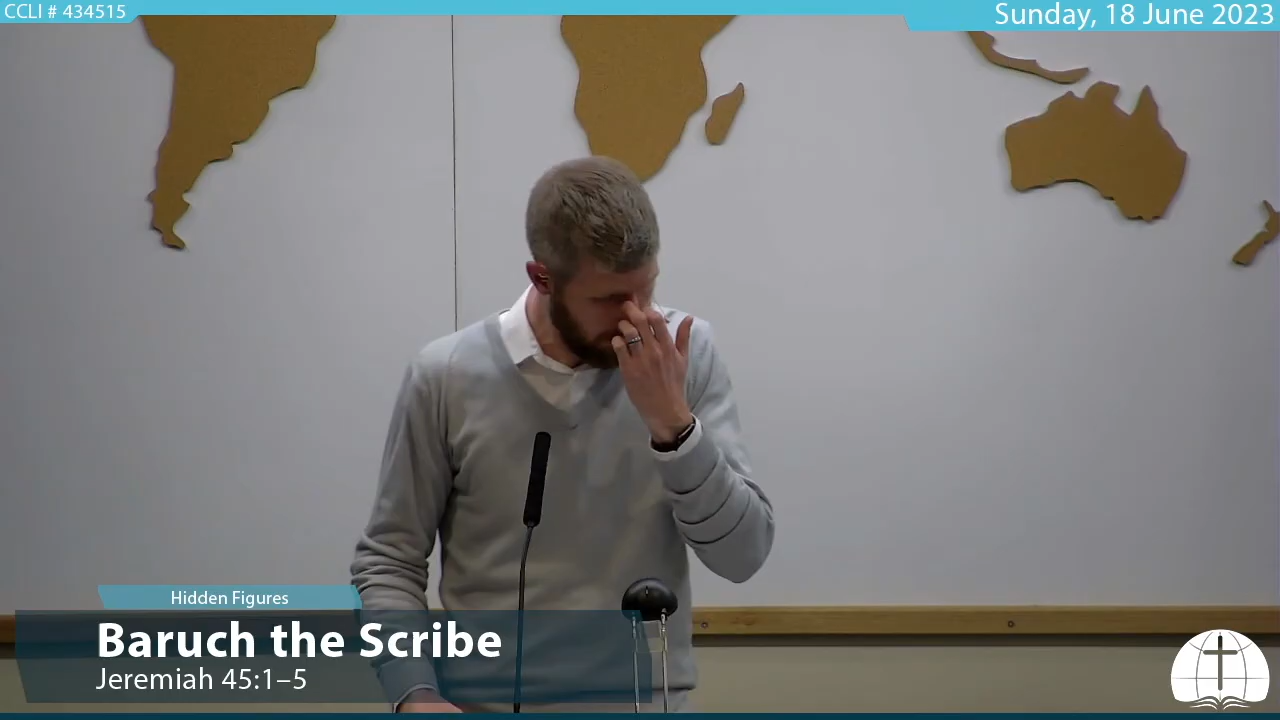 CCLI # 434515
Sunday, 18 June 2023
Hidden Figures
Baruch the Scribe
Jeremiah 45:1–5